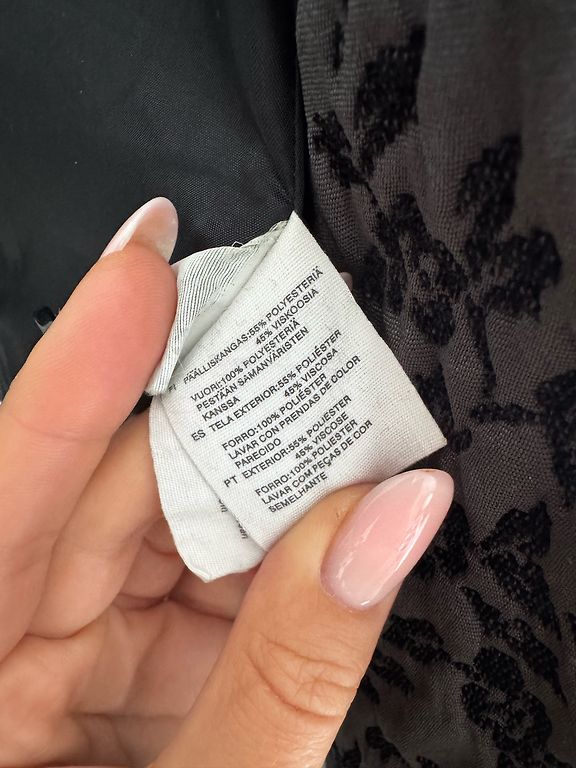 FI PÄÄLLISKANGAS:55% POLYESTERIÄ
45% VISKOOSIA
VUORI:100% POLYESTERIÄ
PESTÄÄN SAMANVÄRISTEN
KANSSA
ES TELA EXTERIOR:55% POLIÉSTER
45% VISCOSA
FORRO:100% POLIÉSTER
LAVAR CON PRENDAS DE COLOR
PARECIDO
PT EXTERIOR:55% POLIÉSTER
45% VISCOSE
FORRO:100% POLIÉSTER
LAVAR COM PEÇAS DE COR
SEMELHANTE